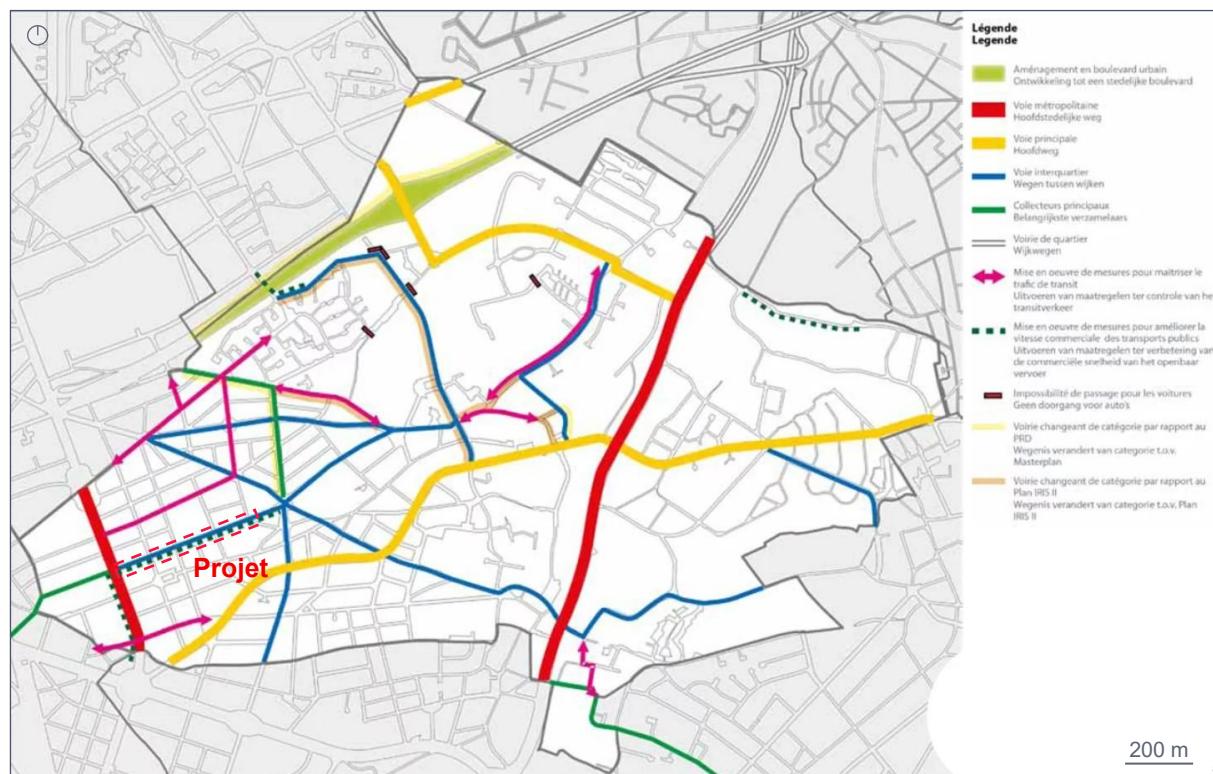 Légende
Legende
Aménagement en boulevard urbain
Ontwikkeling tot een stedelijke boulevard
Voie métropolitaine
Hoofdstedelijke weg
Voie principale
Hoofdweg
Voie interquartier
Wegen tussen wijken
Collecteurs principaux
Belangrijkste verzamelaars
Voirie de quartier
Wijkwegen
Mise en oeuvre de mesures pour maitriser le
trafic de transit
Uitvoeren van maatregelen ter controle van he
transitverkeer
Mise en oeuvre de mesures pour améliorer la
vitesse commerciale des transports publics
Uitvoeren van maatregelen ter verbetering van
de commerciële snelheid van het openbaar
vervoer
Impossibilité de passage pour les voitures
Geen doorgang voor auto's
Voirie changeant de catégorie par rapport au
PRD
Wegenis verandert van categorie t.o.v.
Masterplan
Voirie changeant de catégorie par rapport au
Plan IRIS II
Wegenis verandert van categorie t.o.v. Plan
IRIS II
Projet
200 m